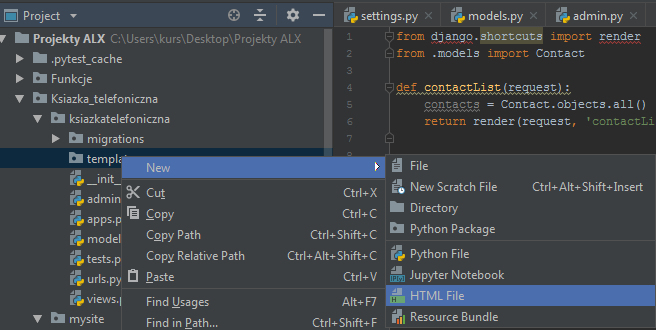 Project
settings.py
models.py
admin.py
Projekty ALX C:\Users\kurs\Desktop\Projekty ALX
.pytest_cache
Funkcje
Ksiazka_telefoniczna
ksiazkatelefoniczna
migrations
templa
__init_
admin
apps.p
model
tests.p
urls.py
views.p
mysite
1 from django.shortcuts import render
2 from .models import Contact
3
4 def contactList(request):
5 contacts = Contact.objects.all()
6 return render(request, 'contactLi
7
New
Cut Ctrl+X
Copy Ctrl+C
Copy Path Ctrl+Shift+C
Copy Relative Path Ctrl+Alt+Shift+C
Paste Ctrl+V
Find Usages Alt+F7
Find in Path... Ctrl+Shift+F
File
New Scratch File Ctrl+Alt+Shift+Insert
Directory
Python Package
Python File
Jupyter Notebook
HTML File
Resource Bundle